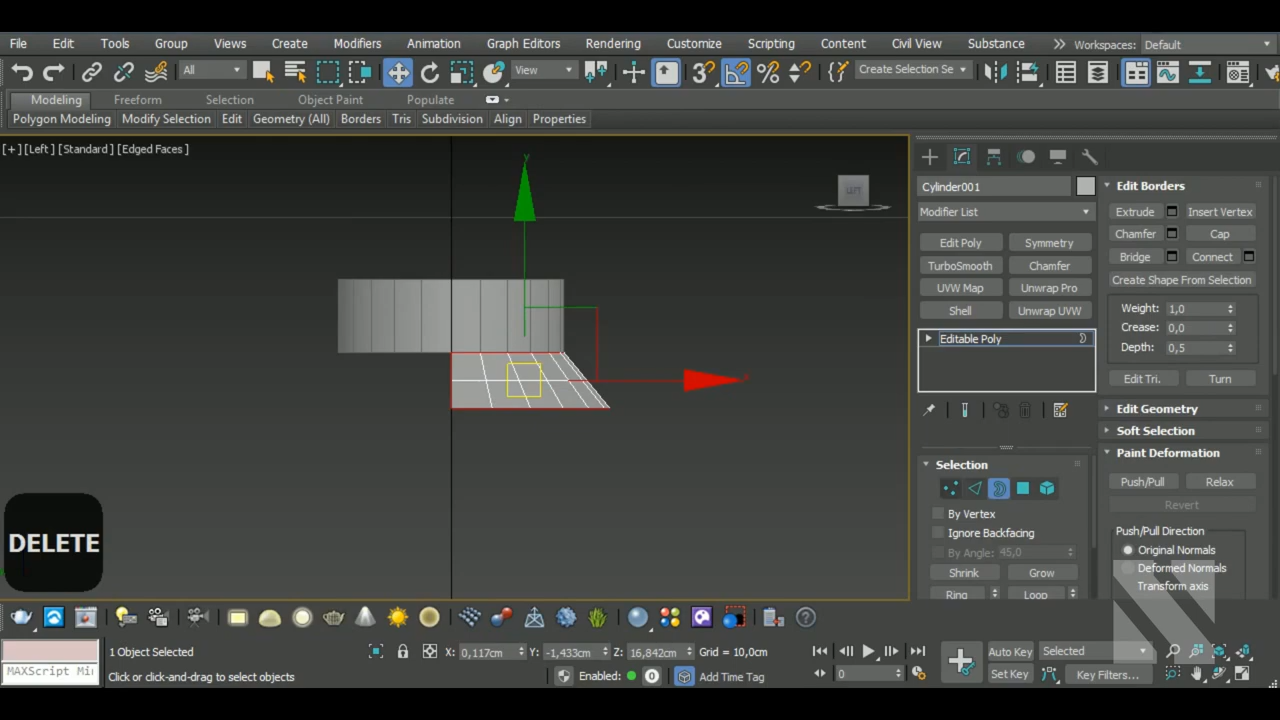 File Edit Tools Group Views Create Modifiers Animation Graph Editors Rendering Customize Scripting Content Civil View Substance Workspaces: Default
All View Create Selection Se
Modeling Freeform Selection Object Paint Populate
Polygon Modeling Modify Selection Edit Geometry (All) Borders Tris Subdivision Align Properties
[+] [Left] [Standard] [Edged Faces]
y
x
Cylinder001
Modifier List
Edit Poly Symmetry
TurboSmooth Chamfer
UVW Map Unwrap Pro
Shell Unwrap UVW
Editable Poly
Selection
By Vertex
Ignore Backfacing
By Angle: 45,0
Shrink Grow
Ring Loop
Edit Borders
Extrude Insert Vertex
Chamfer Cap
Bridge Connect
Create Shape From Selection
Weight: 1,0
Crease: 0,0
Depth: 0,5
Edit Tri. Turn
Edit Geometry
Soft Selection
Paint Deformation
Push/Pull Relax
Revert
Push/Pull Direction
Original Normals
Deformed Normals
Transform axis
DELETE
1 Object Selected X: 0,117cm Y: -1,433cm Z: 16,842cm Grid = 10,0cm Auto Key Selected
MAXScript Mi
Click or click-and-drag to select objects Enabled: 0 Add Time Tag 0 Set Key Key Filters...